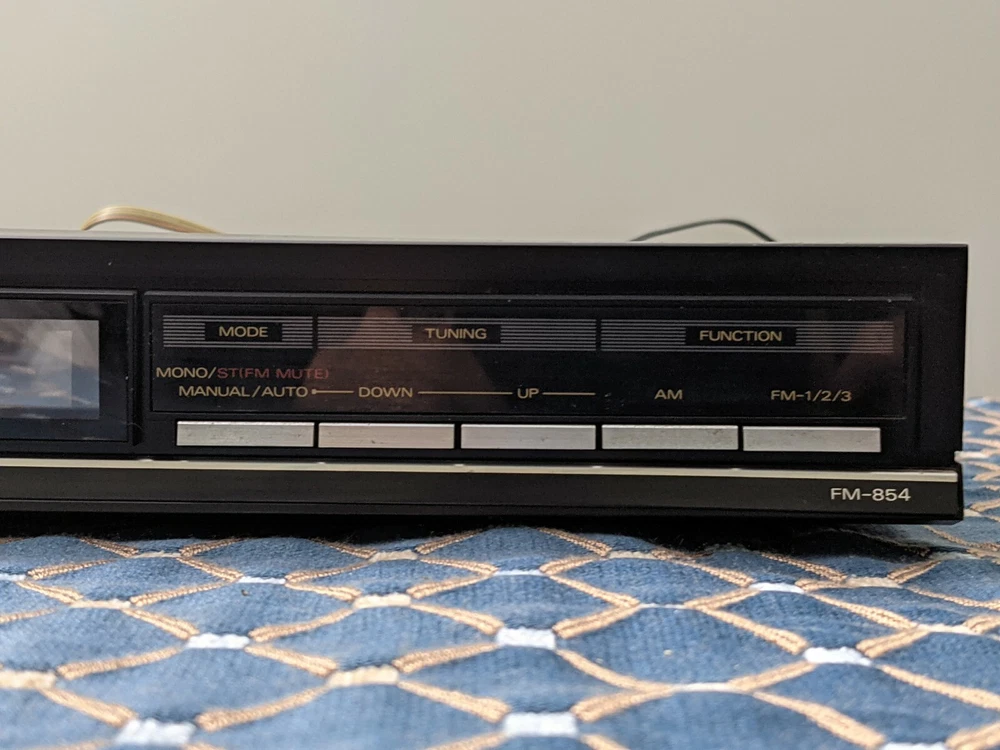 MODE TUNING FUNCTION
MONO/ST(FM MUTE)
MANUAL/AUTO DOWN UP AM FM-1/2/3
FM-854